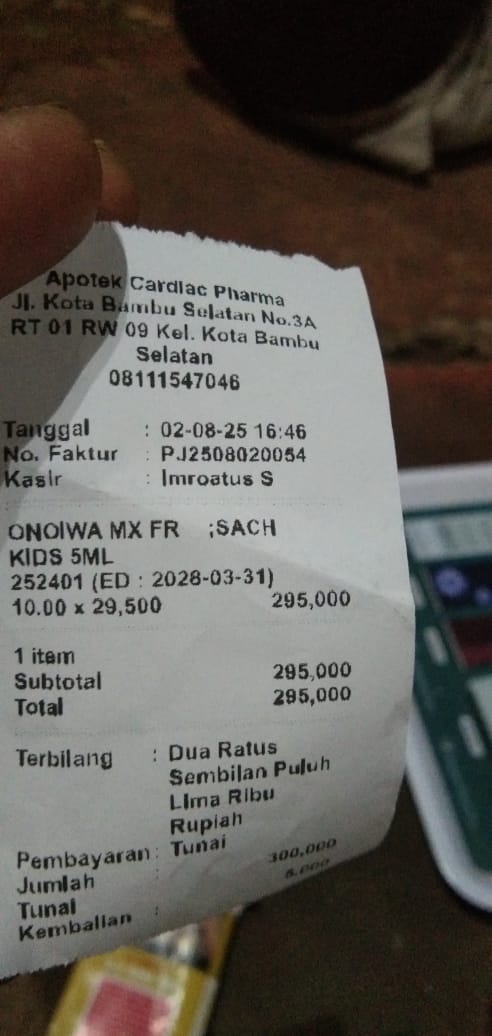 Apotek Cardiac Pharma
Jl. Kota Bambu Selatan No.3A
RT 01 RW 09 Kel. Kota Bambu
Selatan
08111547046
Tanggal : 02-08-25 16:46
No. Faktur : PJ2508020054
Kasir : Imroatus S
ONOIWA MX FR ;SACH
KIDS 5ML
252401 (ED : 2028-03-31)
10.00 x 29,500 295,000
1 item
Subtotal 295,000
Total 295,000
Terbilang : Dua Ratus
Sembilan Puluh
Lima Ribu
Rupiah
Pembayaran : Tunai
Jumlah : 300,000
Tunai 5,000
Kembalian :